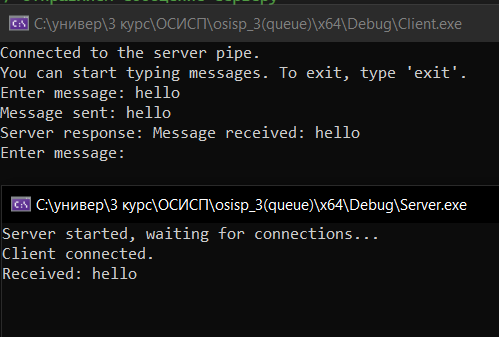 C:\универ\3 курс\ОСИСП\osisp_3(queue)\x64\Debug\Client.exe
Connected to the server pipe.
You can start typing messages. To exit, type 'exit'.
Enter message: hello
Message sent: hello
Server response: Message received: hello
Enter message:
C:\универ\3 курс\ОСИСП\osisp_3(queue)\x64\Debug\Server.exe
Server started, waiting for connections...
Client connected.
Received: hello